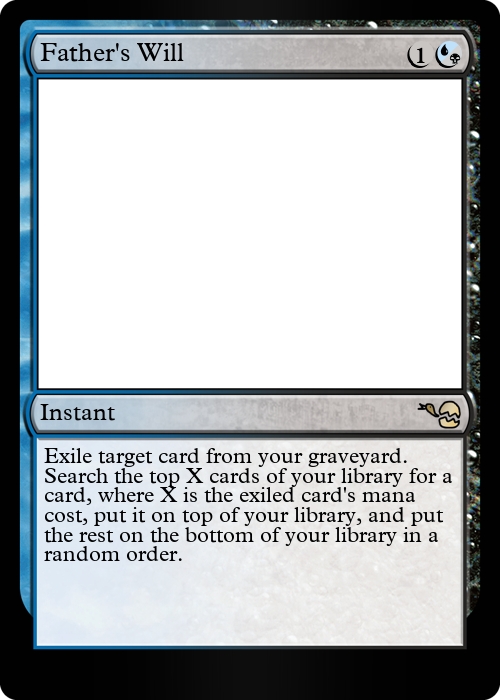 Father's Will
1
Instant
Exile target card from your graveyard.
Search the top X cards of your library for a
card, where X is the exiled card's mana
cost, put it on top of your library, and put
the rest on the bottom of your library in a
random order.